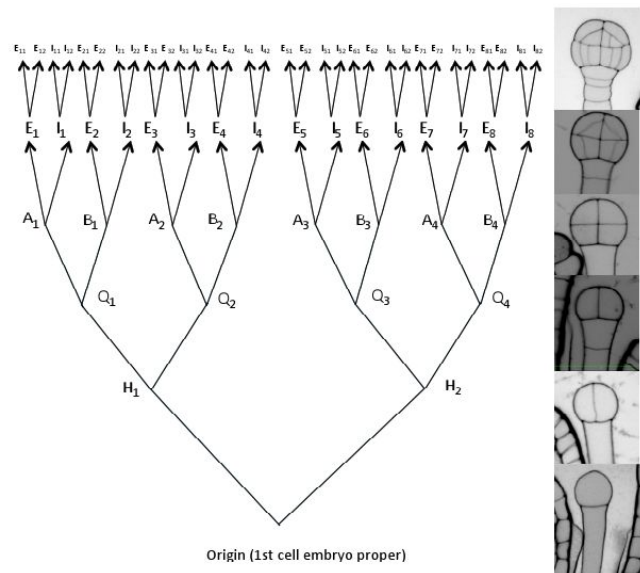 E11 E12 I11 I12 E21 E22 I21 I22 E31 E32 I31 I32 E41 E42 I41 I42 E51 E52 I51 I52 E61 E62 I61 I62 E71 E72 I71 I72 E81 E82 I81 I82
E1 I1 E2 I2 E3 I3 E4 I4 E5 I5 E6 I6 E7 I7 E8 I8
A1 B1 A2 B2 A3 B3 A4 B4
Q1 Q2 Q3 Q4
H1 H2
Origin (1st cell embryo proper)